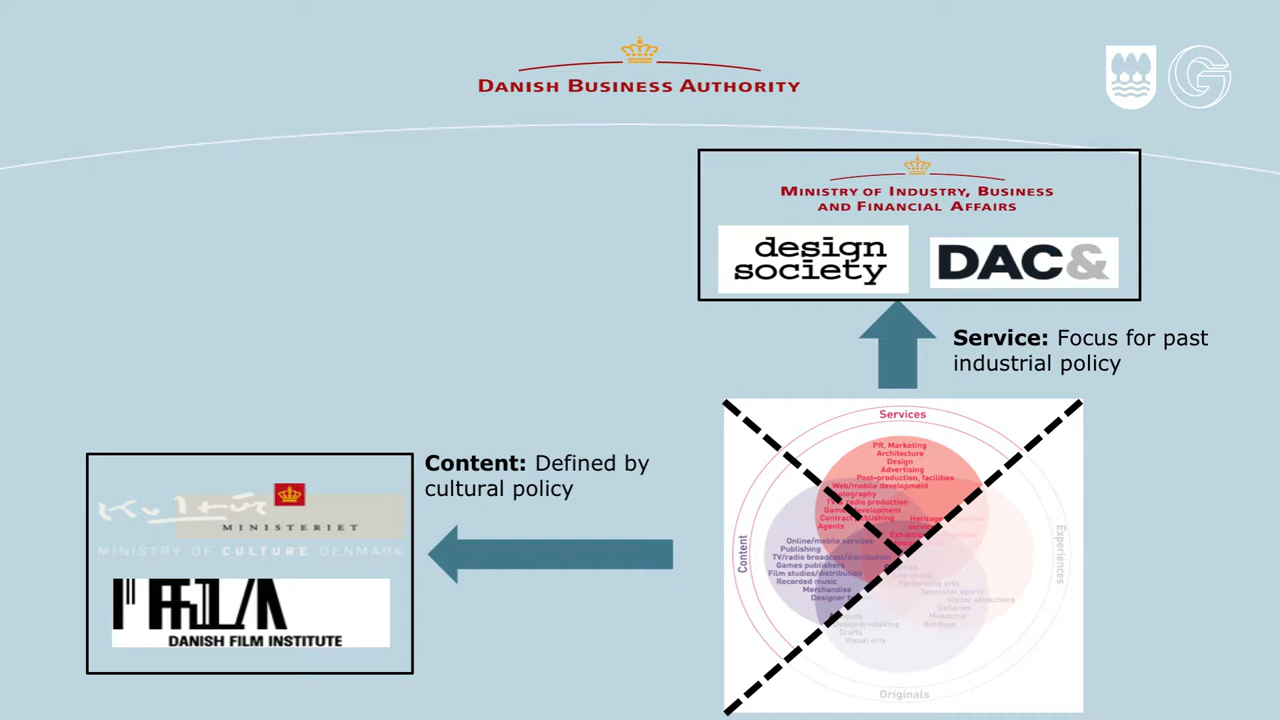 DANISH BUSINESS AUTHORITY
MINISTRY OF INDUSTRY, BUSINESS
AND FINANCIAL AFFAIRS
design
society
DAC&
Service: Focus for past
industrial policy
Content: Defined by
cultural policy
MINISTERIET
MINISTRY OF CULTURE DENMARK
DANISH FILM INSTITUTE
Services
PR, Marketing
Architecture
Design
Advertising
Post-production, facilities
Web/mobile development
TV & radio production
Agents
Content
Online/mobile services
Publishing
TV/radio broadcast/distribution
Games publishers
Film studios/distribution
Recorded music
Merchandise
Experiences
Performing arts
Spectator sports
Visitor attractions
Galleries
Museums
Heritage
Crafts
Visual arts
Originals